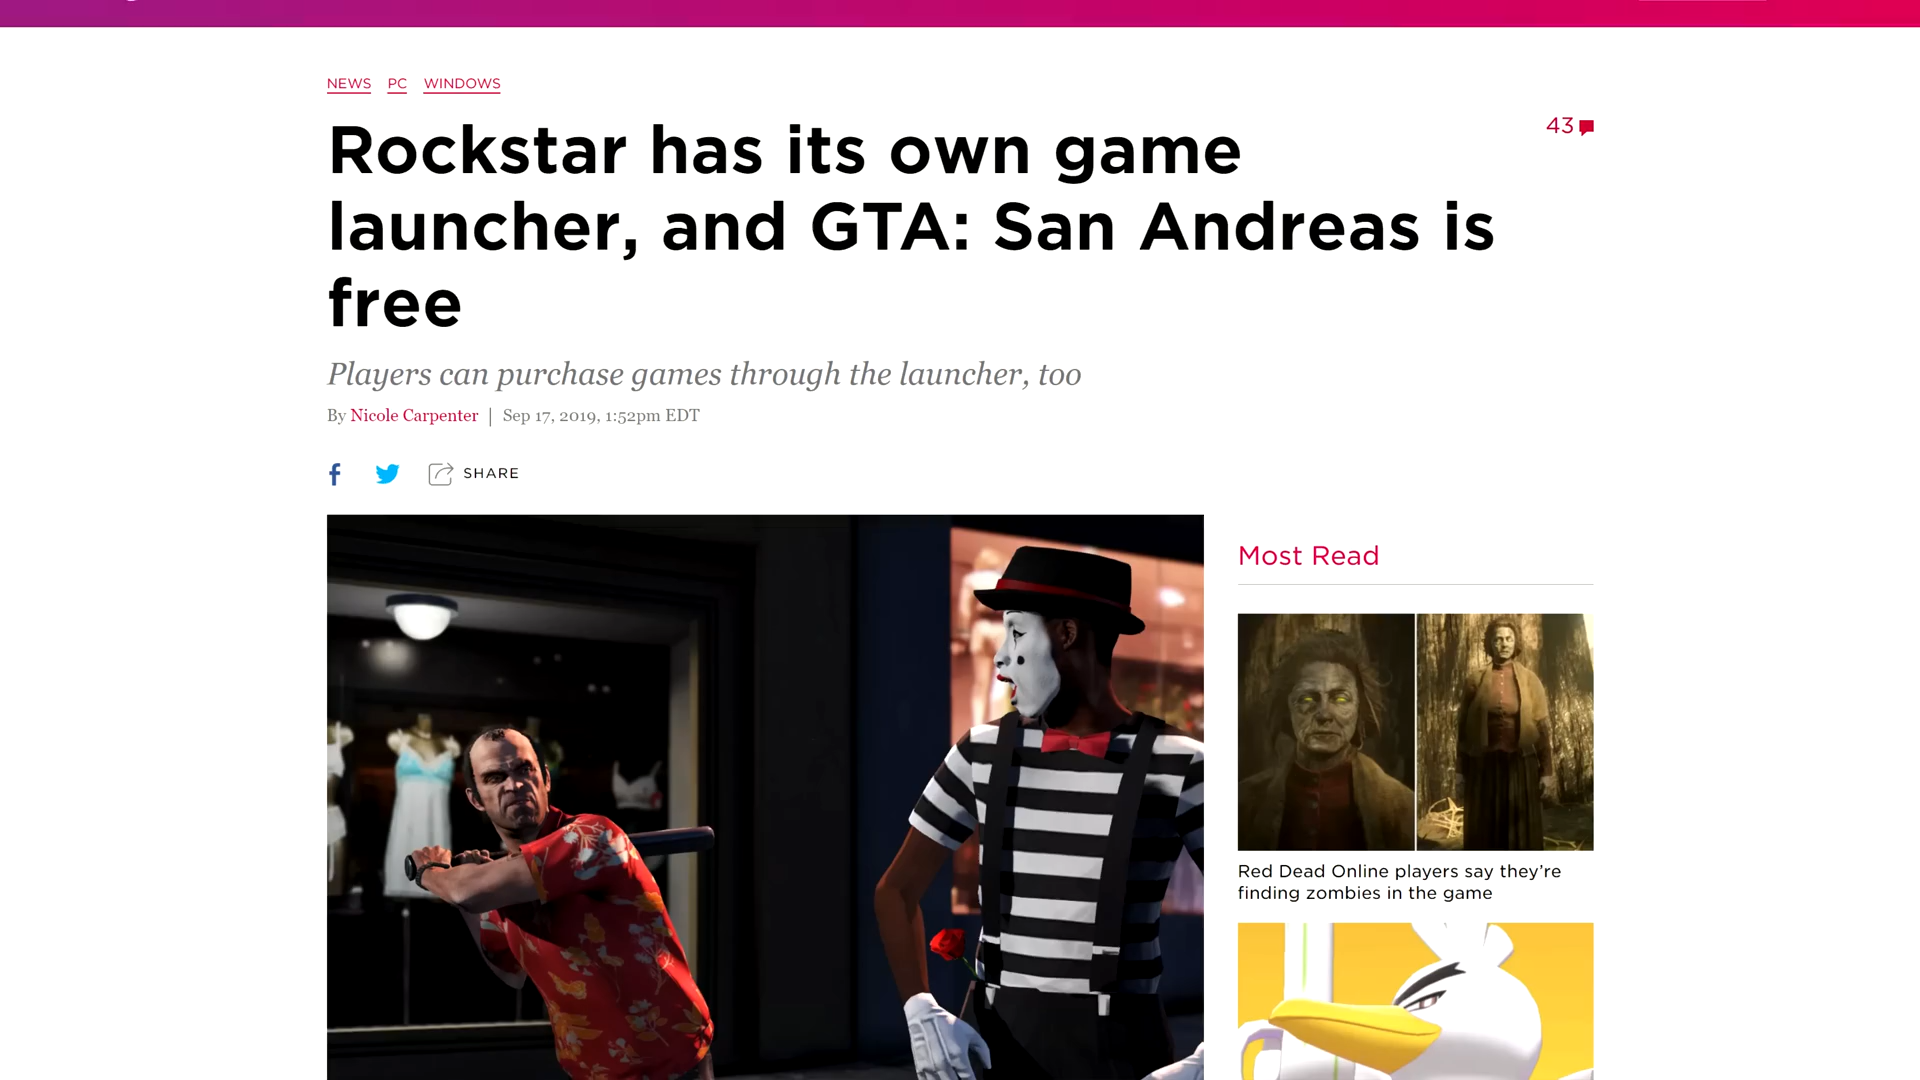 NEWS PC WINDOWS
Rockstar has its own game
launcher, and GTA: San Andreas is
free
43
Players can purchase games through the launcher, too
By Nicole Carpenter | Sep 17, 2019, 1:52pm EDT
SHARE
Most Read
Red Dead Online players say they’re
finding zombies in the game